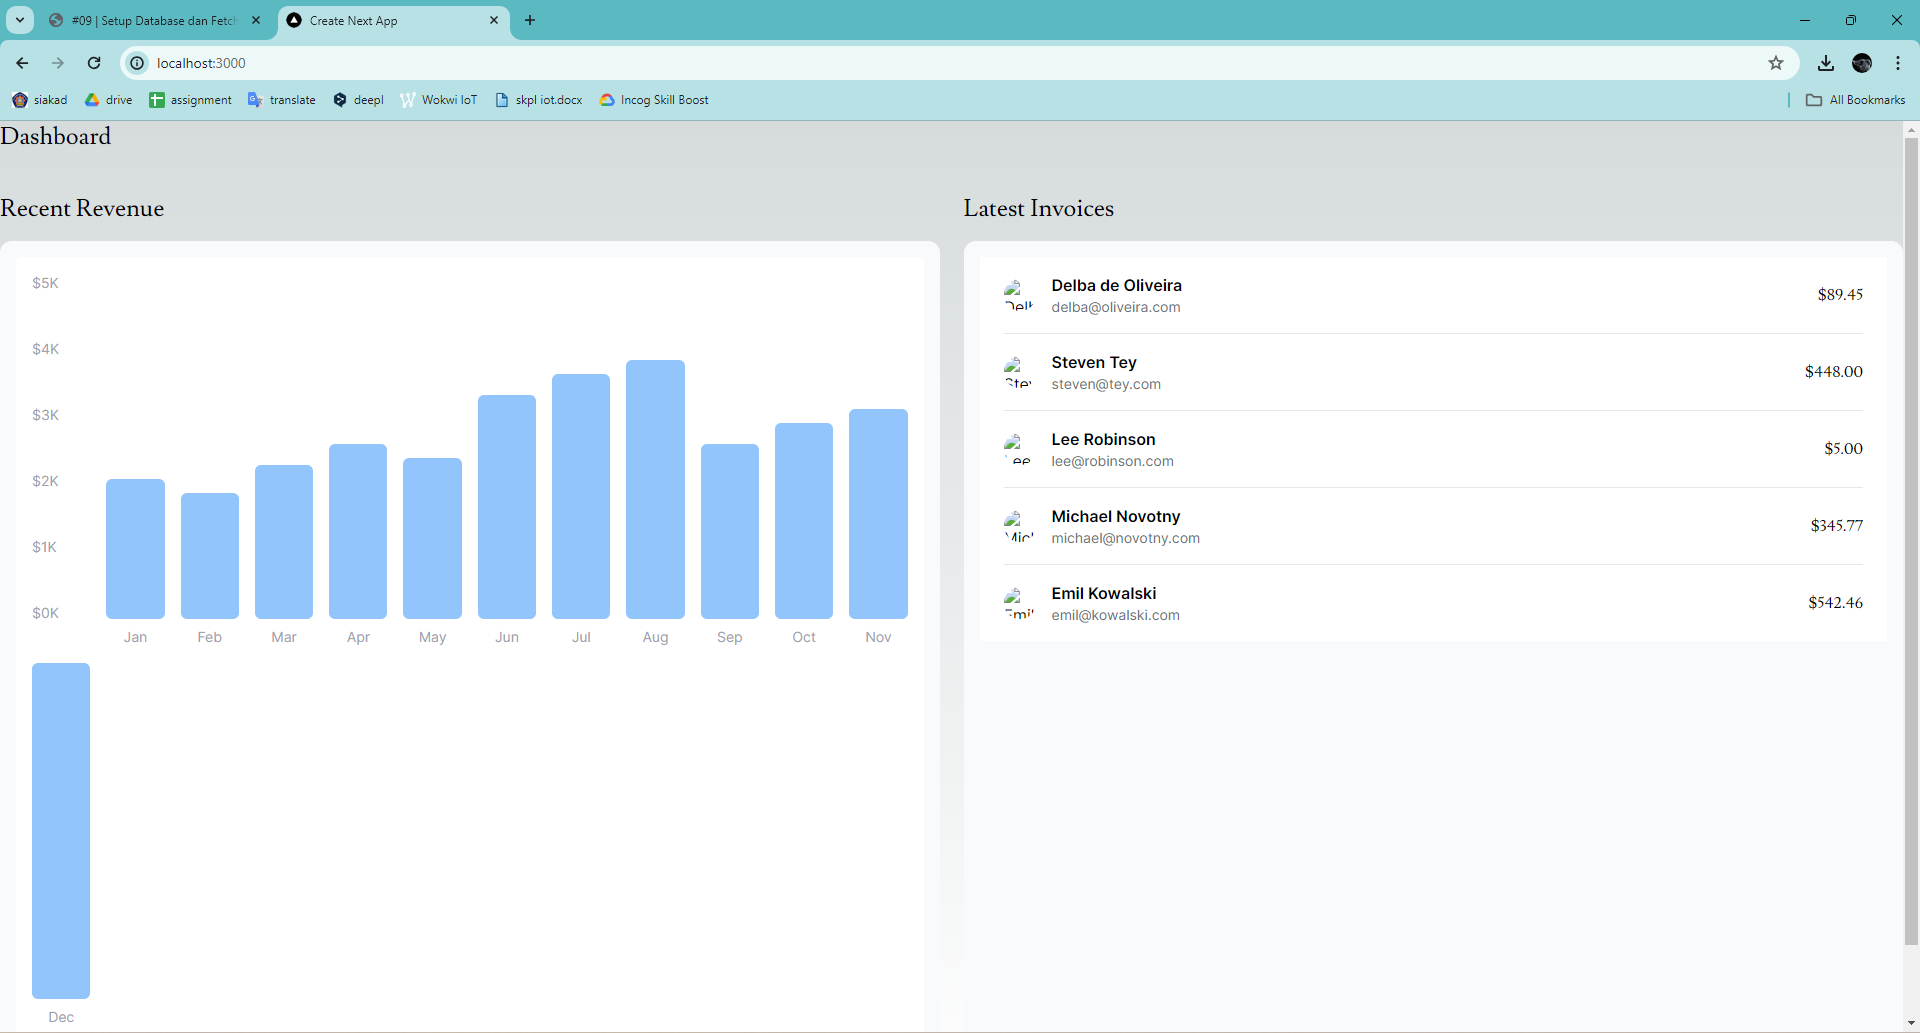 #09 | Setup Database dan Fetch
Create Next App
localhost:3000
siakad
drive
assignment
translate
deepl
Wokwi IoT
skpl iot.docx
Incog Skill Boost
All Bookmarks
Dashboard
Recent Revenue
$5K
$4K
$3K
$2K
$1K
$0K
Jan Feb Mar Apr May Jun Jul Aug Sep Oct Nov
Dec
Latest Invoices
Delba de Oliveira
delba@oliveira.com
$89.45
Steven Tey
steven@tey.com
$448.00
Lee Robinson
lee@robinson.com
$5.00
Michael Novotny
michael@novotny.com
$345.77
Emil Kowalski
emil@kowalski.com
$542.46